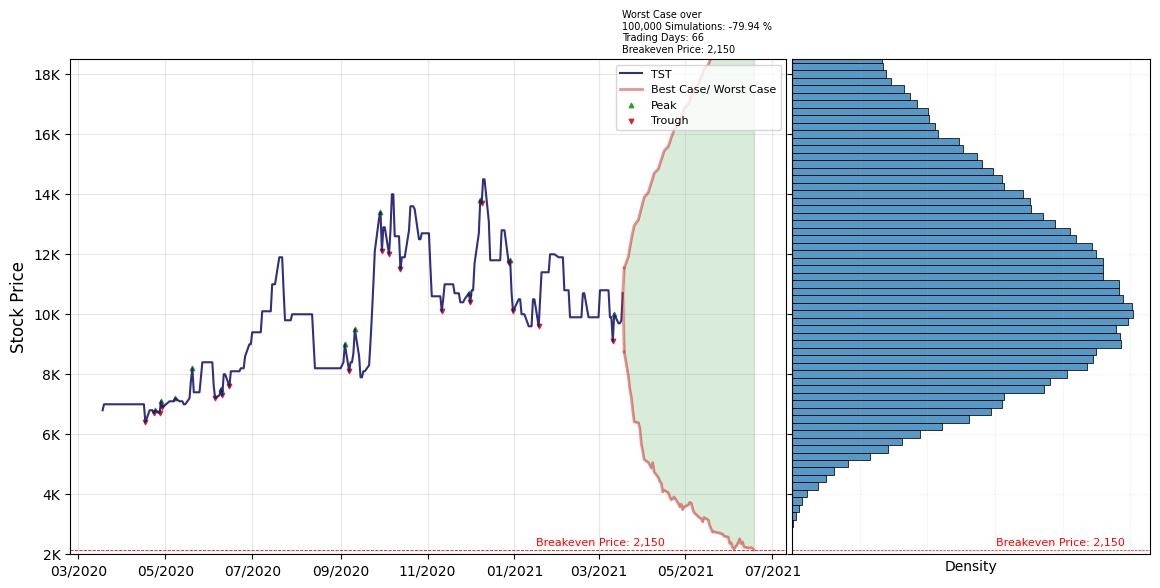 Worst Case over
100,000 Simulations: -79.94 %
Trading Days: 66
Breakeven Price: 2,150
TST
Best Case/ Worst Case
Peak
Trough
18K
16K
14K
12K
10K
8K
6K
4K
2K
Stock Price
Breakeven Price: 2,150
Breakeven Price: 2,150
03/2020
05/2020
07/2020
09/2020
11/2020
01/2021
03/2021
05/2021
07/2021
Density